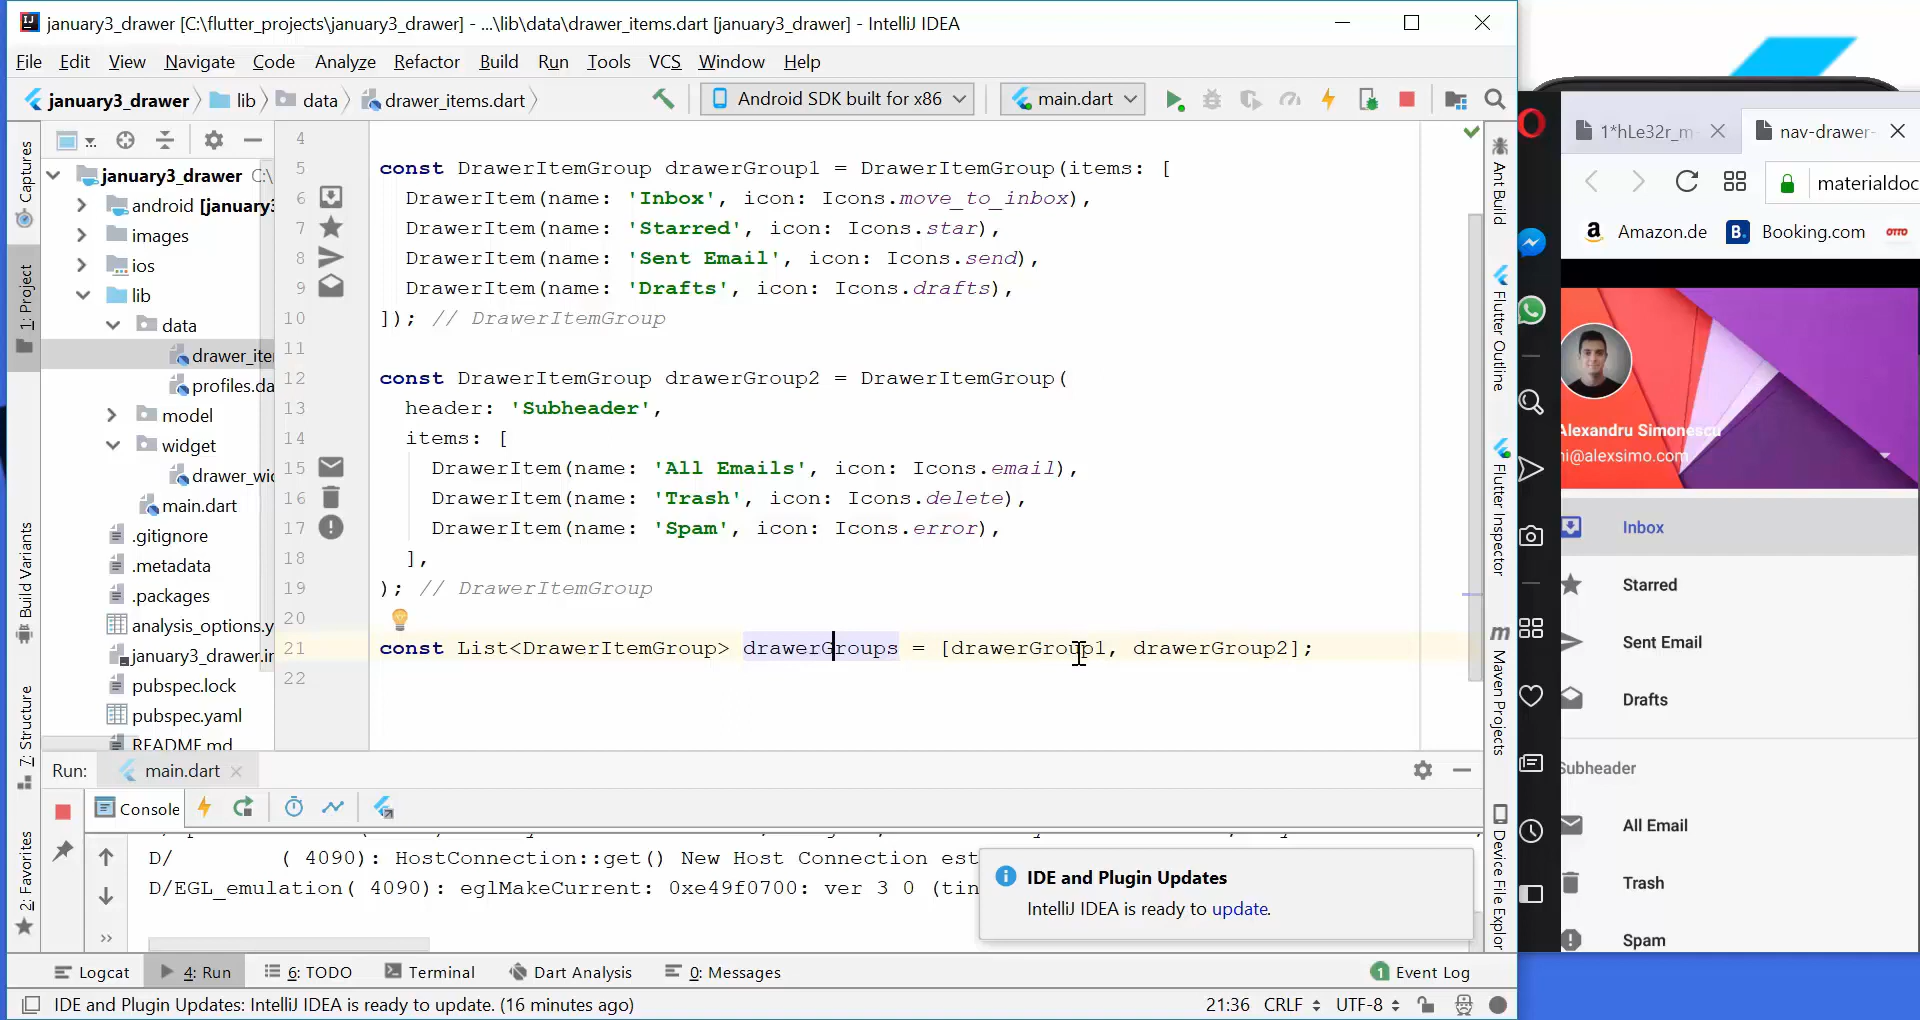 january3_drawer [C:\flutter_projects\january3_drawer] - ...\lib\data\drawer_items.dart [january3_drawer] - IntelliJ IDEA
File Edit View Navigate Code Analyze Refactor Build Run Tools VCS Window Help
january3_drawer lib data drawer_items.dart Android SDK built for x86 main.dart
Captures
1: Project
Build Variants
7: Structure
2: Favorites
january3_drawer C:\
android [january3
images
ios
lib
data
drawer_ite
profiles.da
model
widget
drawer_wi
main.dart
.gitignore
.metadata
.packages
analysis_options.y
january3_drawer.i
pubspec.lock
pubspec.yaml
README.md
4
5 const DrawerItemGroup drawerGroup1 = DrawerItemGroup(items: [
6 DrawerItem(name: 'Inbox', icon: Icons.move_to_inbox),
7 DrawerItem(name: 'Starred', icon: Icons.star),
8 DrawerItem(name: 'Sent Email', icon: Icons.send),
9 DrawerItem(name: 'Drafts', icon: Icons.drafts),
10 ]); // DrawerItemGroup
11
12 const DrawerItemGroup drawerGroup2 = DrawerItemGroup(
13 header: 'Subheader',
14 items: [
15 DrawerItem(name: 'All Emails', icon: Icons.email),
16 DrawerItem(name: 'Trash', icon: Icons.delete),
17 DrawerItem(name: 'Spam', icon: Icons.error),
18 ],
19 ); // DrawerItemGroup
20
21 const List<DrawerItemGroup> drawerGroups = [drawerGroup1, drawerGroup2];
22
Ant Build
Flutter Outline
Flutter Inspector
m Maven Projects
Device File Explor
Run: main.dart
Console
D/ ( 4090): HostConnection::get() New Host Connection est
D/EGL_emulation( 4090): eglMakeCurrent: 0xe49f0700: ver 3 0 (tin
IDE and Plugin Updates
IntelliJ IDEA is ready to update.
Logcat 4: Run 6: TODO Terminal Dart Analysis 0: Messages 1 Event Log
IDE and Plugin Updates: IntelliJ IDEA is ready to update. (16 minutes ago) 21:36 CRLF UTF-8
1*hLe32r_m nav-drawer-
materialdoc
a Amazon.de B. Booking.com OTTO
Alexandru Simonescu
hi@alexsimo.com
Inbox
Starred
Sent Email
Drafts
Subheader
All Email
Trash
Spam